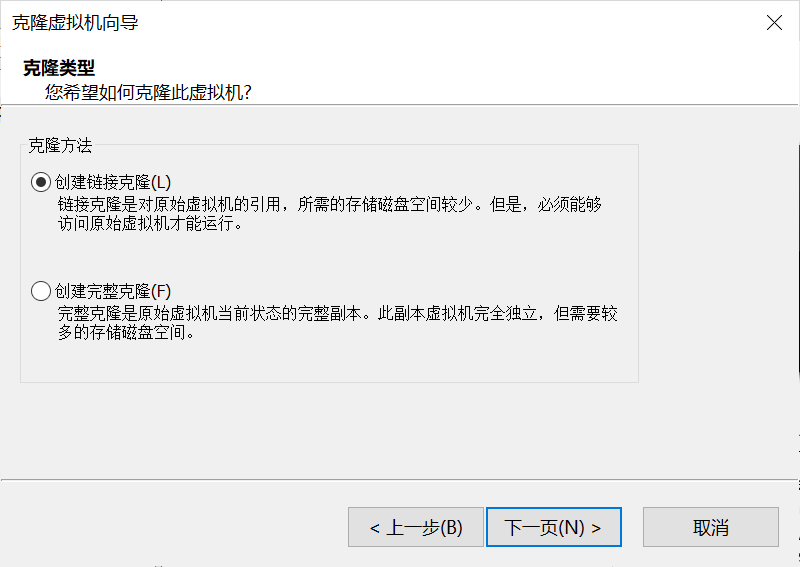 克隆虚拟机向导
克隆类型
您希望如何克隆此虚拟机?
克隆方法
创建链接克隆(L)
链接克隆是对原始虚拟机的引用，所需的存储磁盘空间较少。但是，必须能够
访问原始虚拟机才能运行。
创建完整克隆(F)
完整克隆是原始虚拟机当前状态的完整副本。此副本虚拟机完全独立，但需要较
多的存储磁盘空间。
< 上一步(B)
下一页(N) >
取消